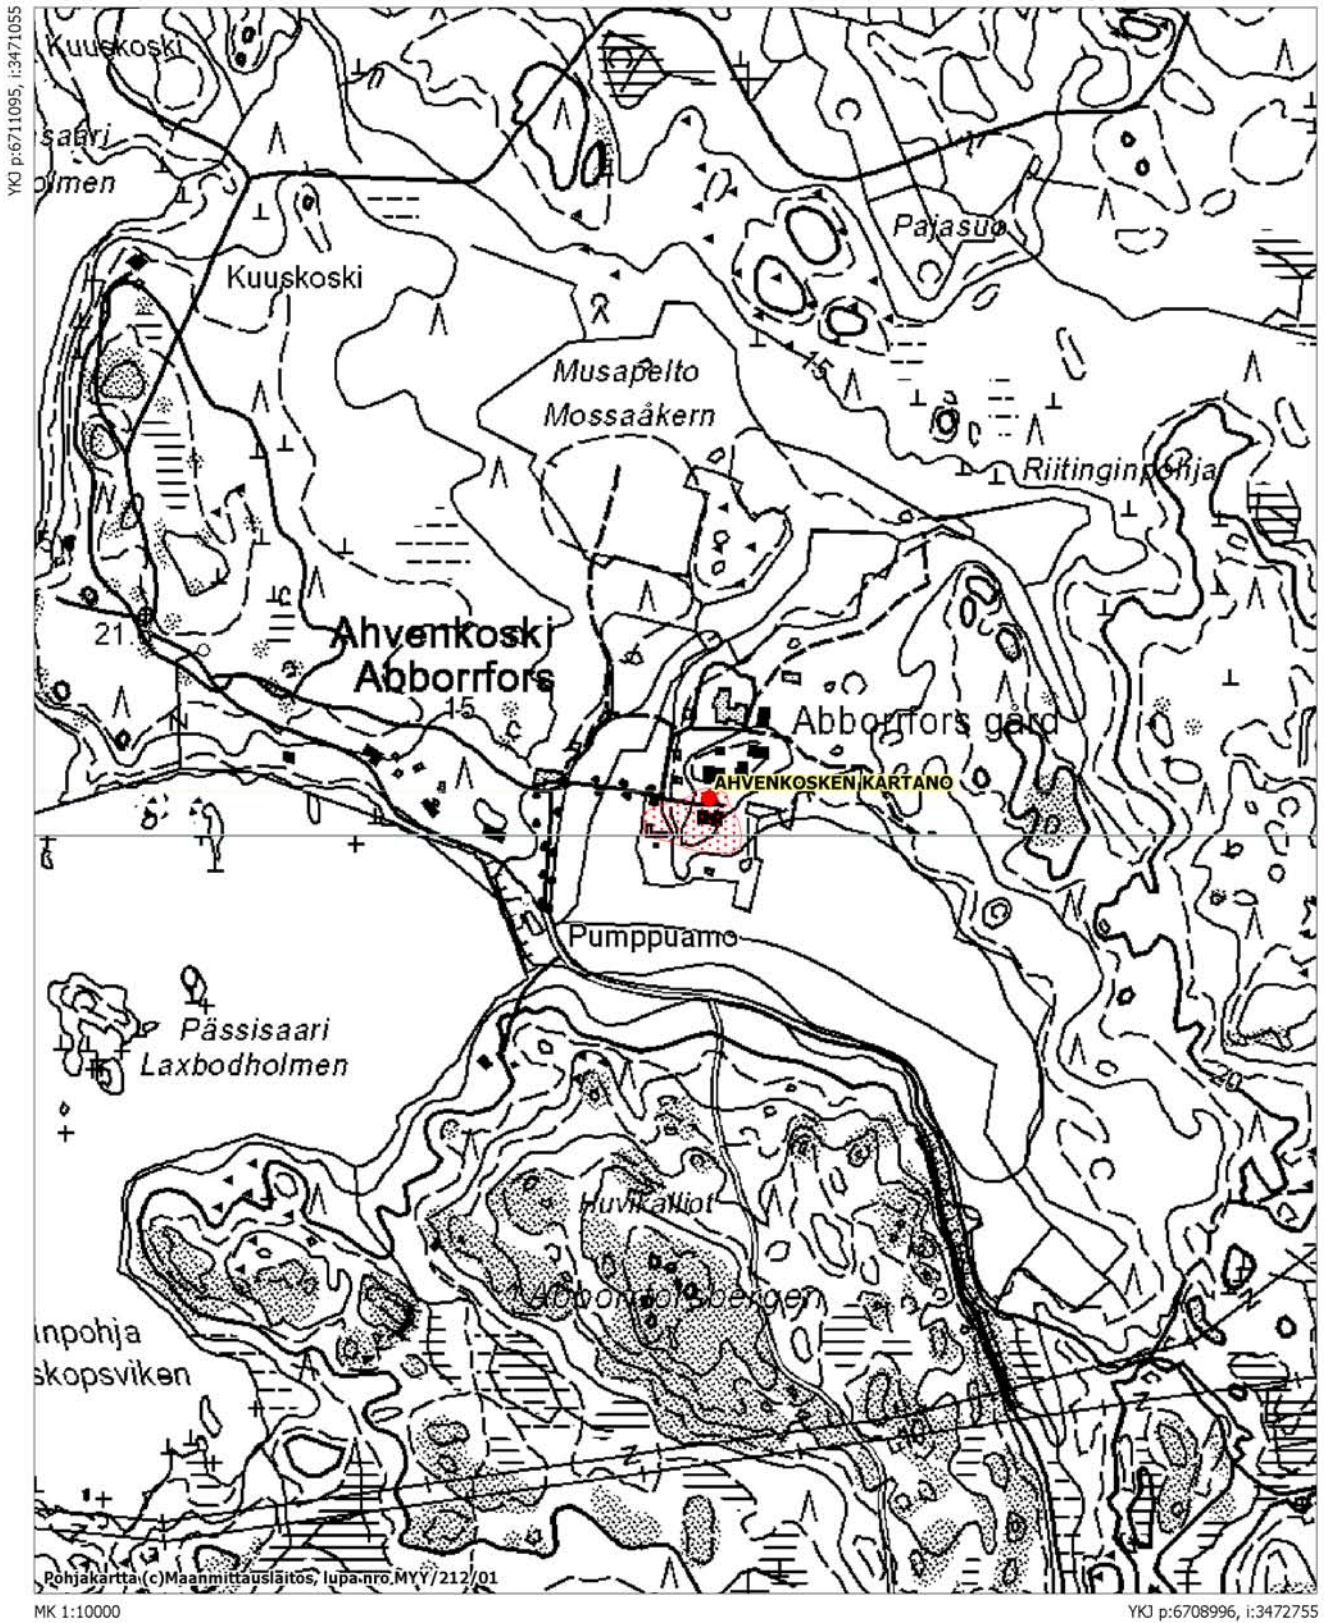 YKJ p:6711095, i:3471055
Kuuskoski
saari
olmen
Pajasuo
Kuuskoski
15
Musapelto
Mossaåkern
Riitinginpohja
Ahvenkoski
Abborrfors
21.
15
Abborrfors gård
AHVENKOSKEN KARTANO
Pumppuamo
Pässisaari
Laxbodholmen
20
Huvikalliot
Abborrforsbergen
inpohja
skopsviken
Pohjakartta (c)Maanmittauslaitos, lupa nro MYY/212/01
MK 1:10000
YKJ p:6708996, i:3472755